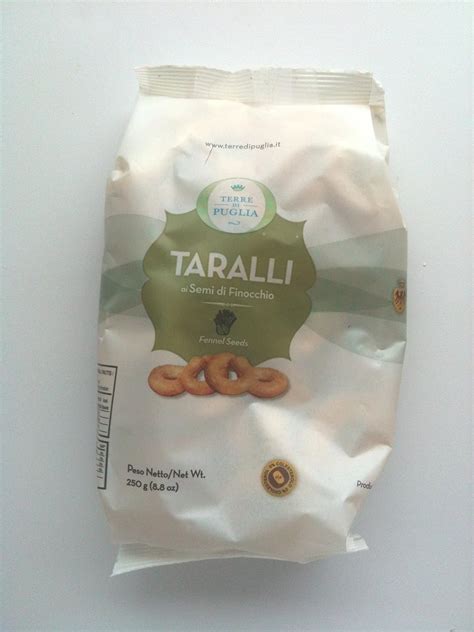 www.terredipuglia.it
TERRE
DI
PUGLIA
TARALLI
ai Semi di Finocchio
Fennel Seeds
Peso Netto/Net Wt.
250 g (8.8 oz)
Produ